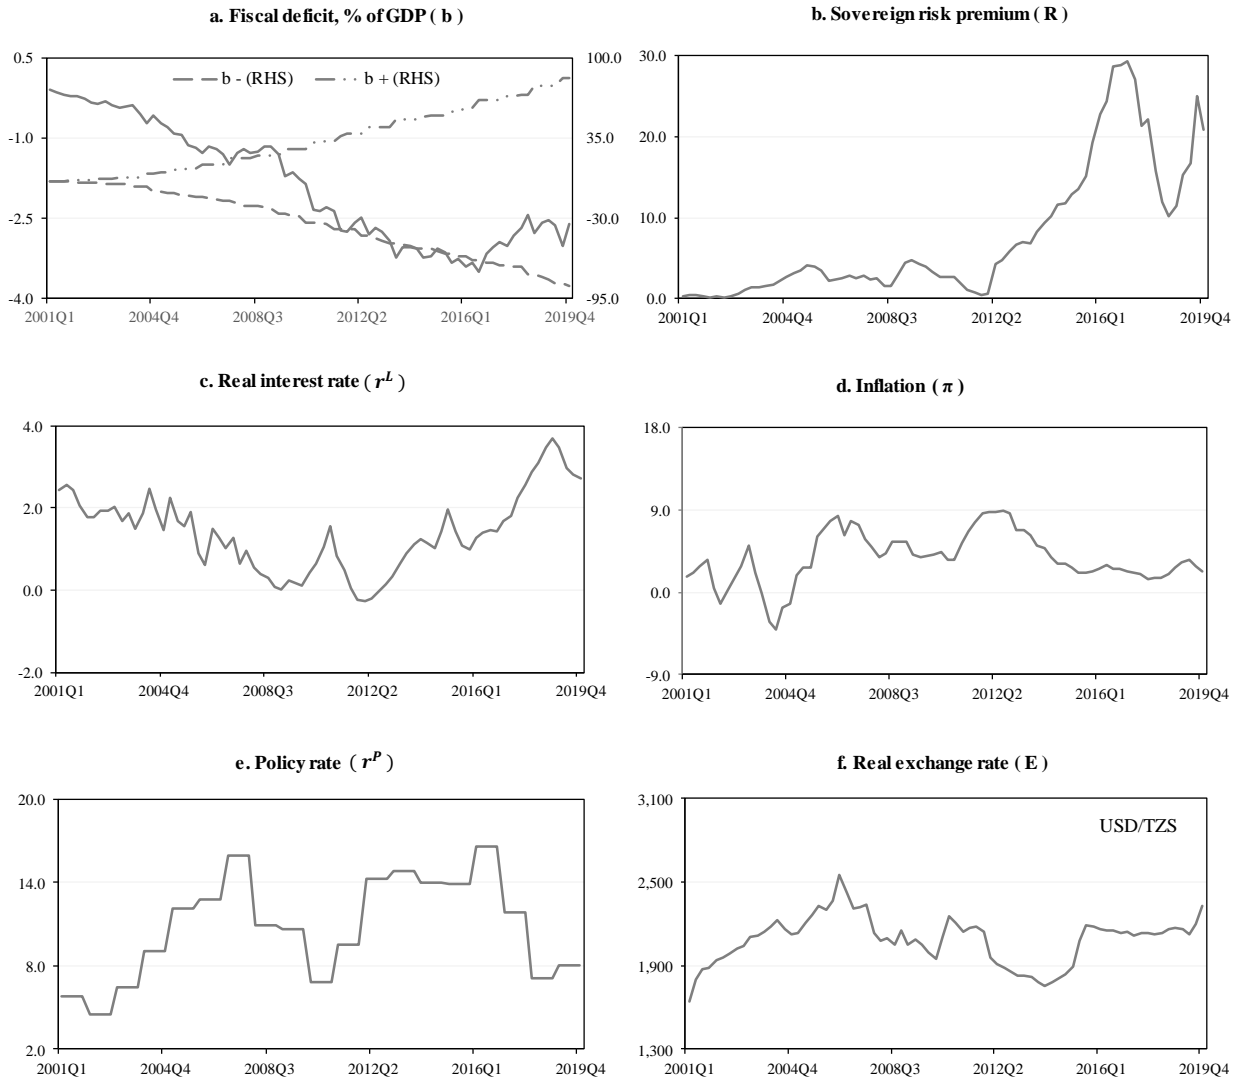 a. Fiscal deficit, % of GDP ( b )
b. Sovereign risk premium ( R )
0.5
-1.0
-2.5
-4.0
b - (RHS)
b + (RHS)
100.0
35.0
-30.0
-95.0
2001Q1 2004Q4 2008Q3 2012Q2 2016Q1 2019Q4
30.0
20.0
10.0
0.0
2001Q1 2004Q4 2008Q3 2012Q2 2016Q1 2019Q4
c. Real interest rate ( r^L )
d. Inflation ( π )
4.0
2.0
0.0
-2.0
2001Q1 2004Q4 2008Q3 2012Q2 2016Q1 2019Q4
18.0
9.0
0.0
-9.0
2001Q1 2004Q4 2008Q3 2012Q2 2016Q1 2019Q4
e. Policy rate ( r^P )
f. Real exchange rate ( E )
20.0
14.0
8.0
2.0
2001Q1 2004Q4 2008Q3 2012Q2 2016Q1 2019Q4
3,100
2,500
1,900
1,300
USD/TZS
2001Q1 2004Q4 2008Q3 2012Q2 2016Q1 2019Q4